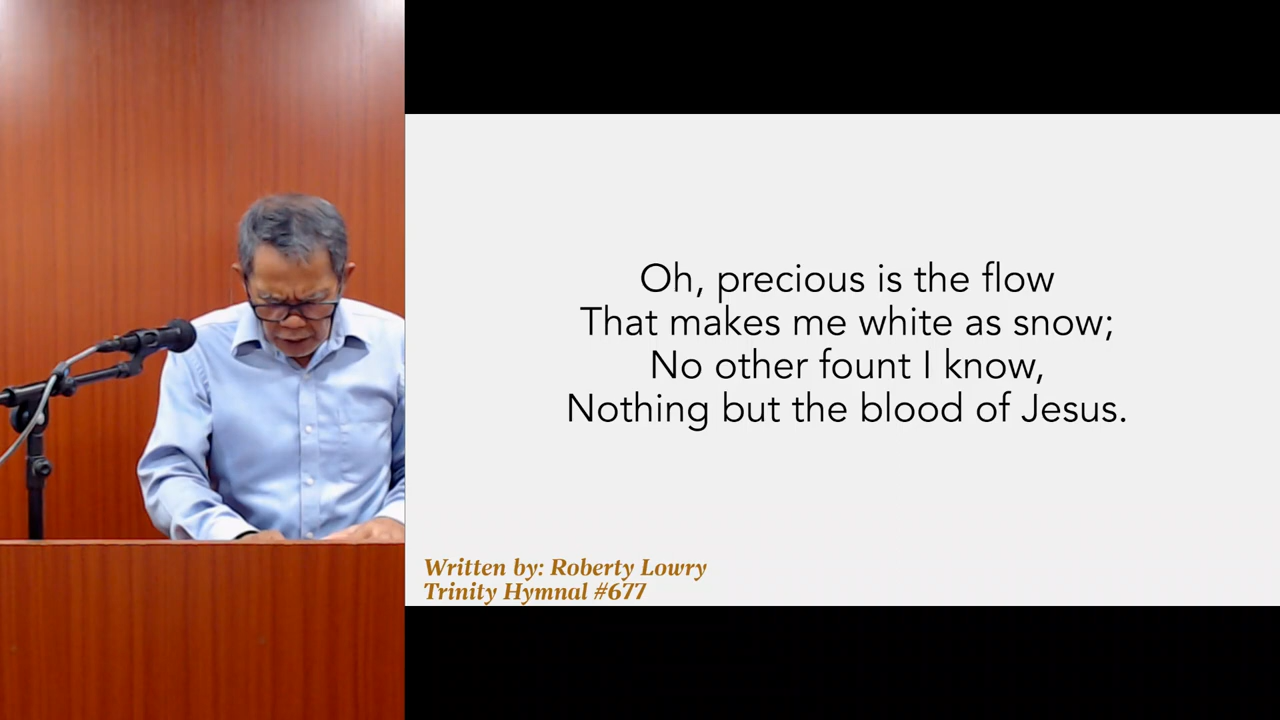 Oh, precious is the flow
That makes me white as snow;
No other fount I know,
Nothing but the blood of Jesus.
Written by: Roberty Lowry
Trinity Hymnal #677